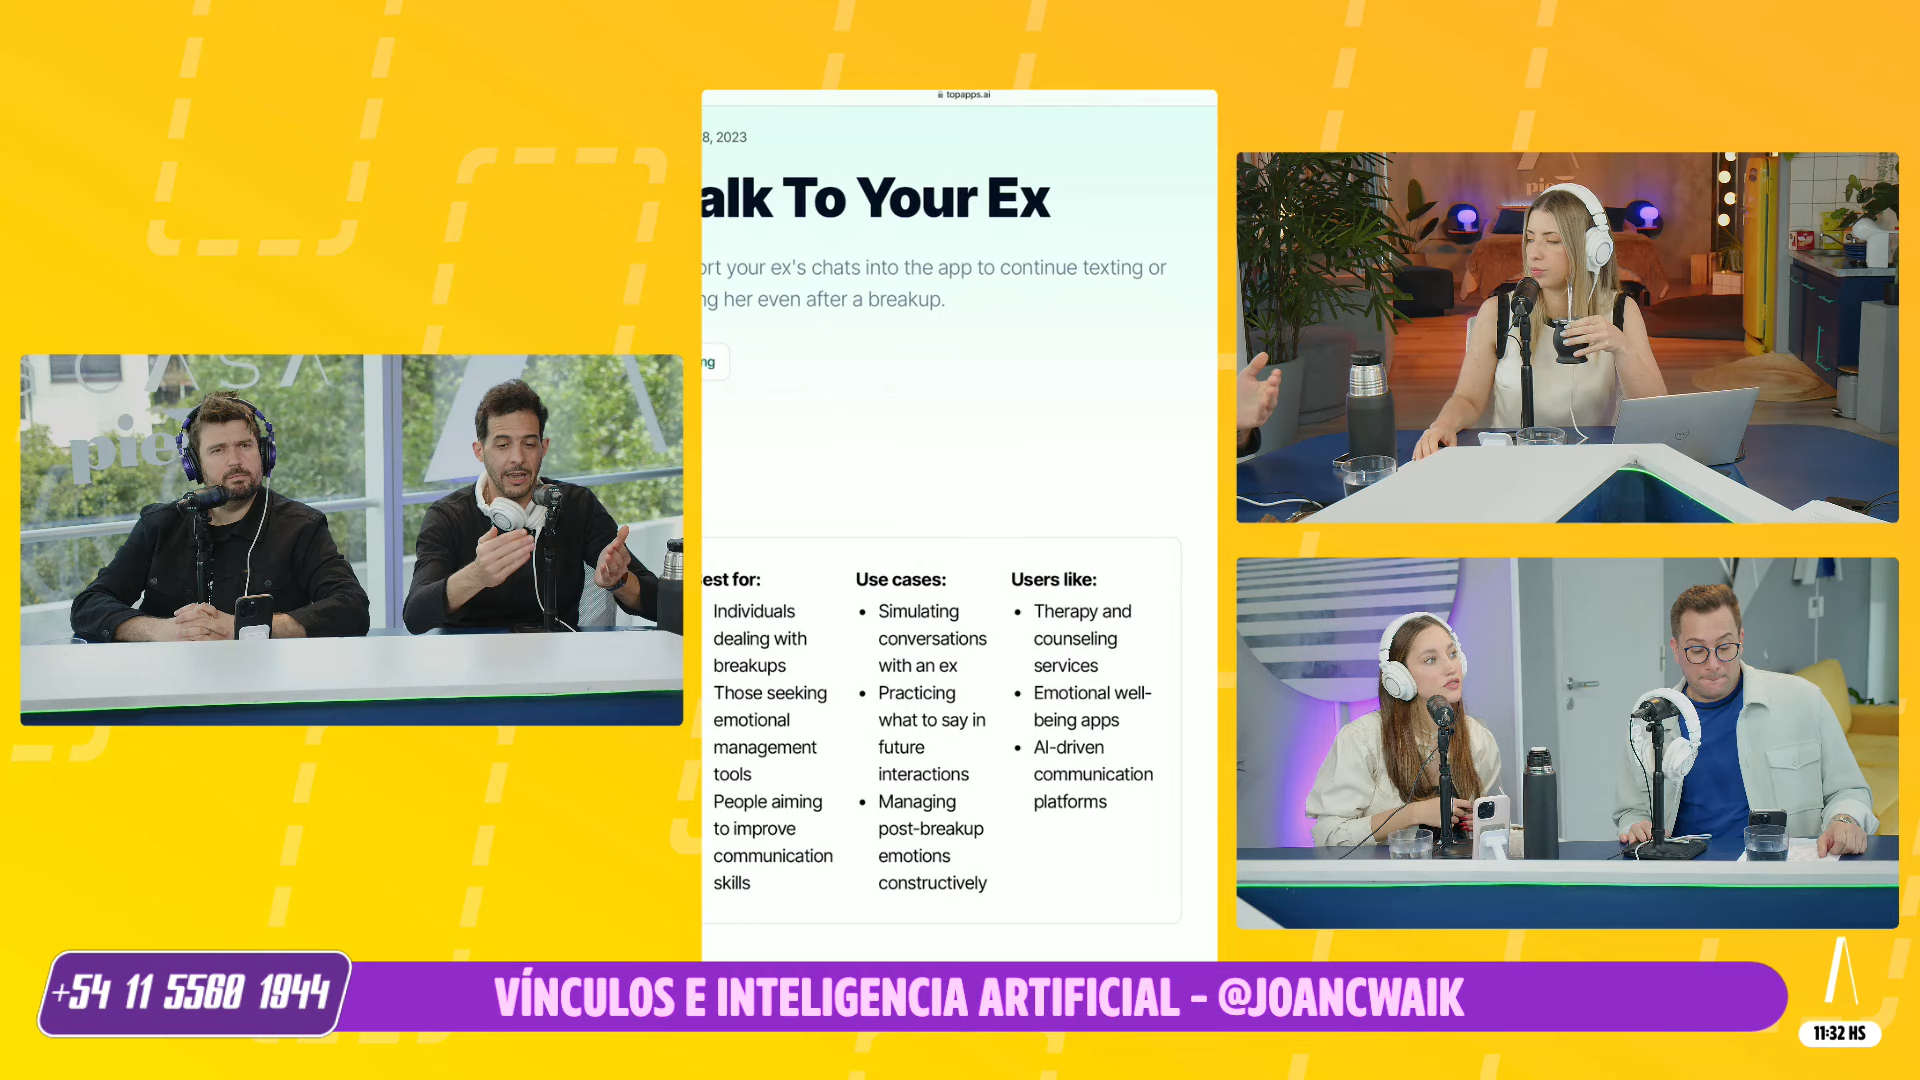 topapps.ai
8, 2023
alk To Your Ex
ort your ex's chats into the app to continue texting or
ng her even after a breakup.
ng
est for:
Individuals
dealing with
breakups
Those seeking
emotional
management
tools
People aiming
to improve
communication
skills
Use cases:
• Simulating
conversations
with an ex
• Practicing
what to say in
future
interactions
• Managing
post-breakup
emotions
constructively
Users like:
• Therapy and
counseling
services
• Emotional well-
being apps
• AI-driven
communication
platforms
CASA
pie
+54 11 5560 1944
VÍNCULOS E INTELIGENCIA ARTIFICIAL - @JOANCWAIK
11:32 HS